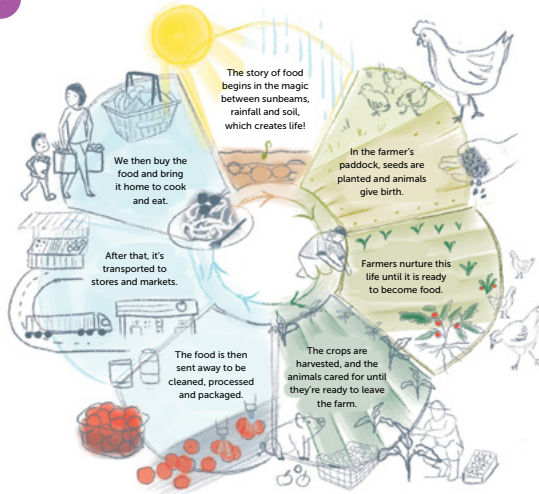 The story of food
begins in the magic
between sunbeams,
rainfall and soil,
which creates life!
In the farmer's
paddock, seeds are
planted and animals
give birth.
Farmers nurture this
life until it is ready
to become food.
The crops are
harvested, and the
animals cared for until
they're ready to leave
the farm.
The food is then
sent away to be
cleaned, processed
and packaged.
After that, it's
transported to
stores and markets.
We then buy the
food and bring
it home to cook
and eat.